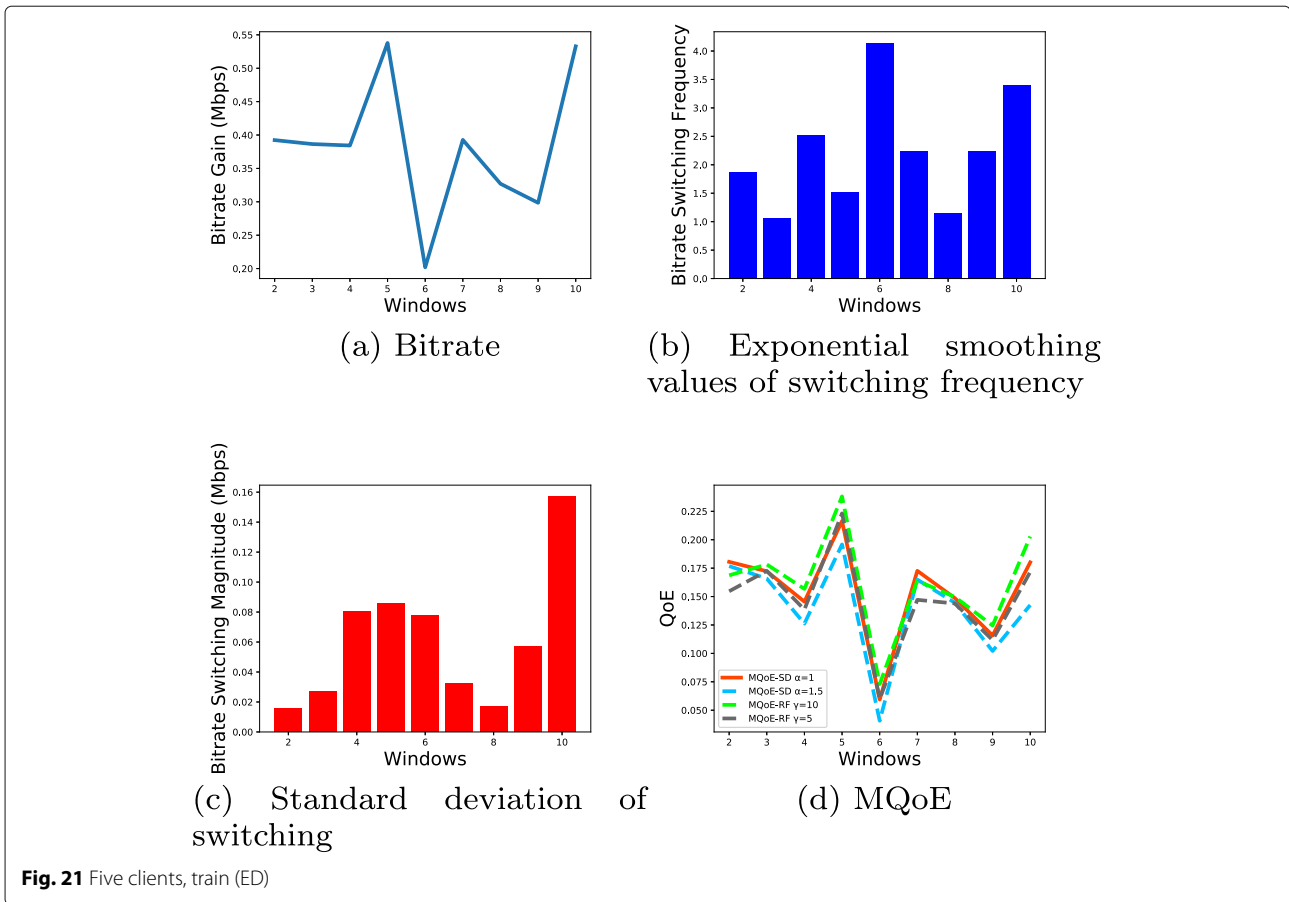 0.55
0.50
0.45
0.40
0.35
0.30
0.25
0.20
Bitrate Gain (Mbps)
2 3 4 5 6 7 8 9 10
Windows
(a) Bitrate
4.0
3.5
3.0
2.5
2.0
1.5
1.0
0.5
0.0
Bitrate Switching Frequency
2 4 6 8 10
Windows
(b) Exponential smoothing
values of switching frequency
0.16
0.14
0.12
0.10
0.08
0.06
0.04
0.02
0.00
Bitrate Switching Magnitude (Mbps)
2 4 6 8 10
Windows
(c) Standard deviation of
switching
0.225
0.200
0.175
0.150
0.125
0.100
0.075
0.050
QoE
MQoE-SD α=1
MQoE-SD α=1.5
MQoE-RF γ=10
MQoE-RF γ=5
2 3 4 5 6 7 8 9 10
Windows
(d) MQoE
Fig. 21 Five clients, train (ED)